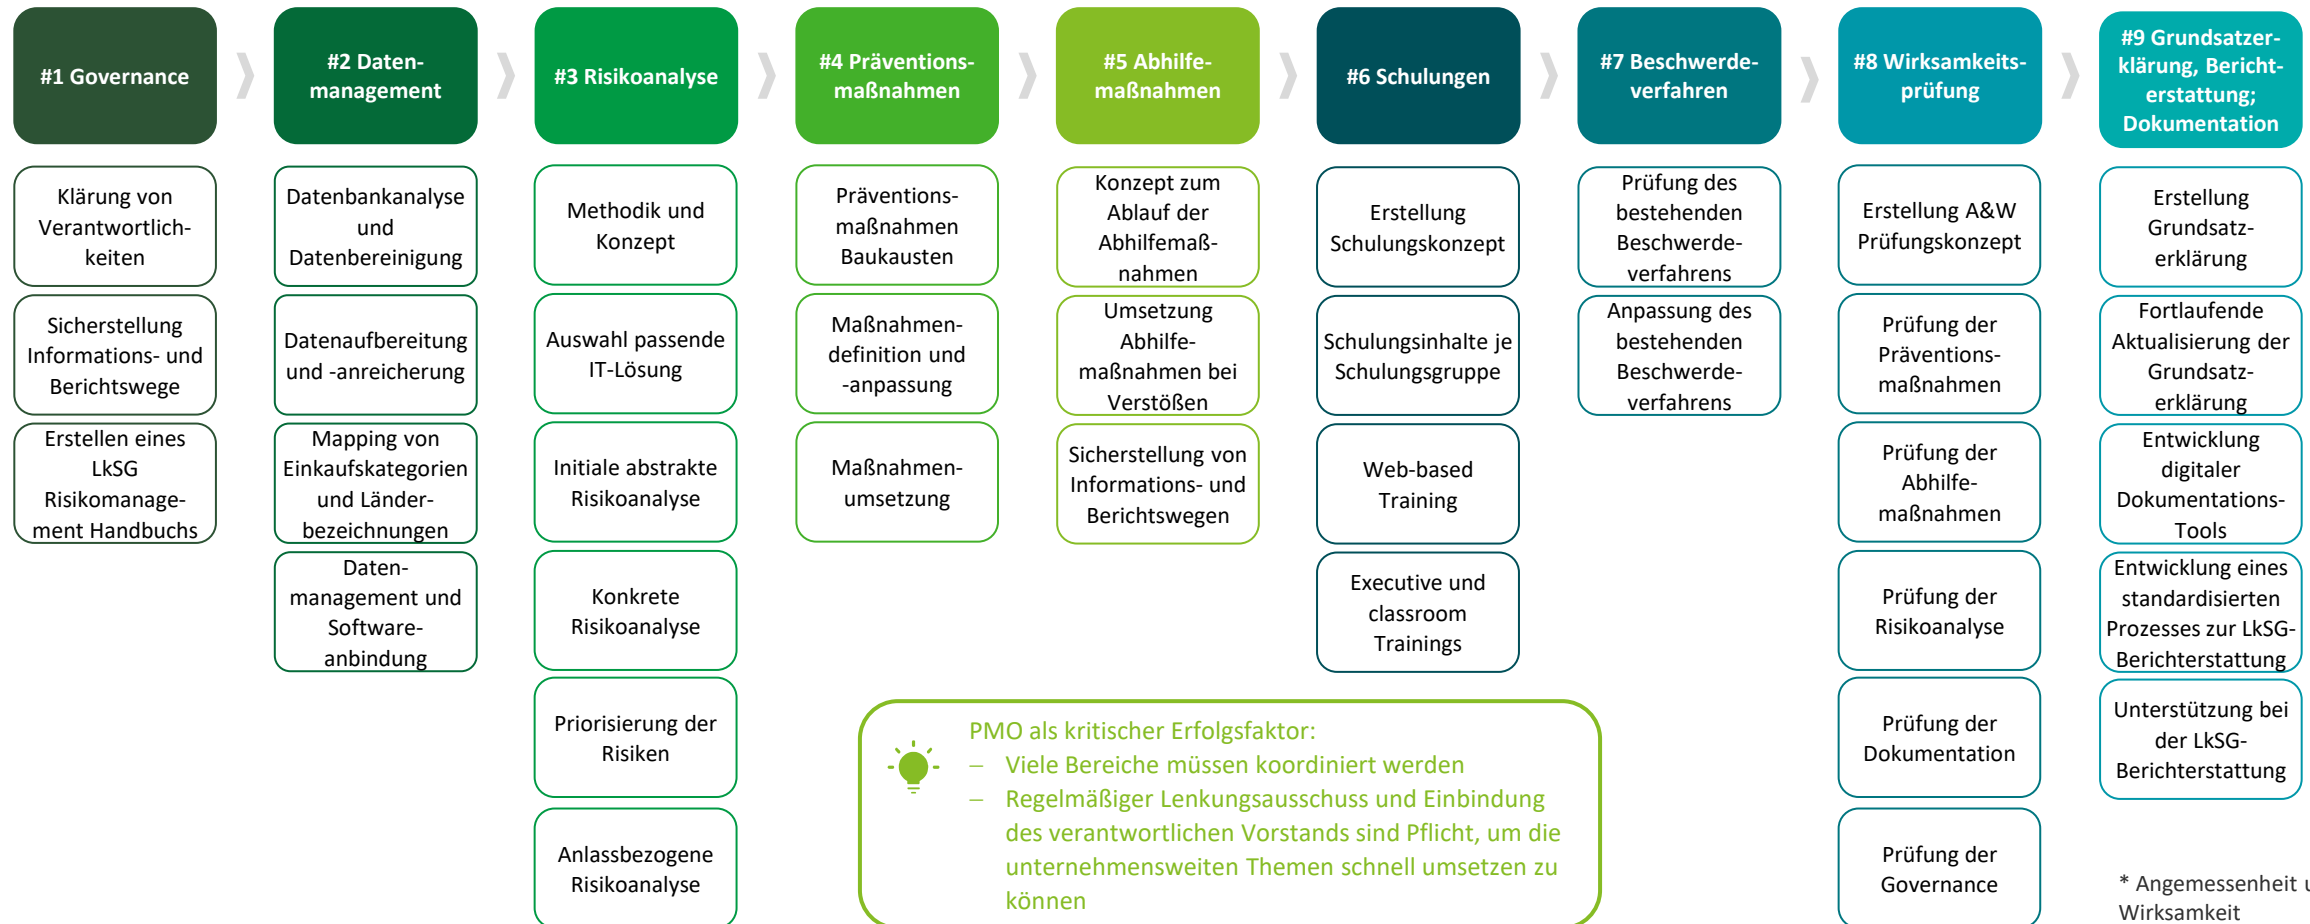 #1 Governance
#2 Daten-
management
#3 Risikoanalyse
#4 Präventions-
maßnahmen
#5 Abhilfe-
maßnahmen
#6 Schulungen
#7 Beschwerde-
verfahren
#8 Wirksamkeits-
prüfung
#9 Grundsatzer-
klärung, Bericht-
erstattung;
Dokumentation
Klärung von
Verantwortlich-
keiten
Sicherstellung
Informations- und
Berichtswege
Erstellen eines
LkSG
Risikomanage-
ment Handbuchs
Datenbankanalyse
und
Datenbereinigung
Datenaufbereitung
und -anreicherung
Mapping von
Einkaufskategorien
und Länder-
bezeichnungen
Daten-
management und
Software-
anbindung
Methodik und
Konzept
Auswahl passende
IT-Lösung
Initiale abstrakte
Risikoanalyse
Konkrete
Risikoanalyse
Priorisierung der
Risiken
Anlassbezogene
Risikoanalyse
Präventions-
maßnahmen
Baukausten
Maßnahmen-
definition und
-anpassung
Maßnahmen-
umsetzung
Konzept zum
Ablauf der
Abhilfemaß-
nahmen
Umsetzung
Abhilfe-
maßnahmen bei
Verstößen
Sicherstellung von
Informations- und
Berichtswegen
Erstellung
Schulungskonzept
Schulungsinhalte je
Schulungsgruppe
Web-based
Training
Executive und
classroom
Trainings
Prüfung des
bestehenden
Beschwerde-
verfahrens
Anpassung des
bestehenden
Beschwerde-
verfahrens
Erstellung A&W
Prüfungskonzept
Prüfung der
Präventions-
maßnahmen
Prüfung der
Abhilfe-
maßnahmen
Prüfung der
Risikoanalyse
Prüfung der
Dokumentation
Prüfung der
Governance
Erstellung
Grundsatz-
erklärung
Fortlaufende
Aktualisierung der
Grundsatz-
erklärung
Entwicklung
digitaler
Dokumentations-
Tools
Entwicklung eines
standardisierten
Prozesses zur LkSG-
Berichterstattung
Unterstützung bei
der LkSG-
Berichterstattung
PMO als kritischer Erfolgsfaktor:
– Viele Bereiche müssen koordiniert werden
– Regelmäßiger Lenkungsausschuss und Einbindung
des verantwortlichen Vorstands sind Pflicht, um die
unternehmensweiten Themen schnell umsetzen zu
können
* Angemessenheit
Wirksamkeit